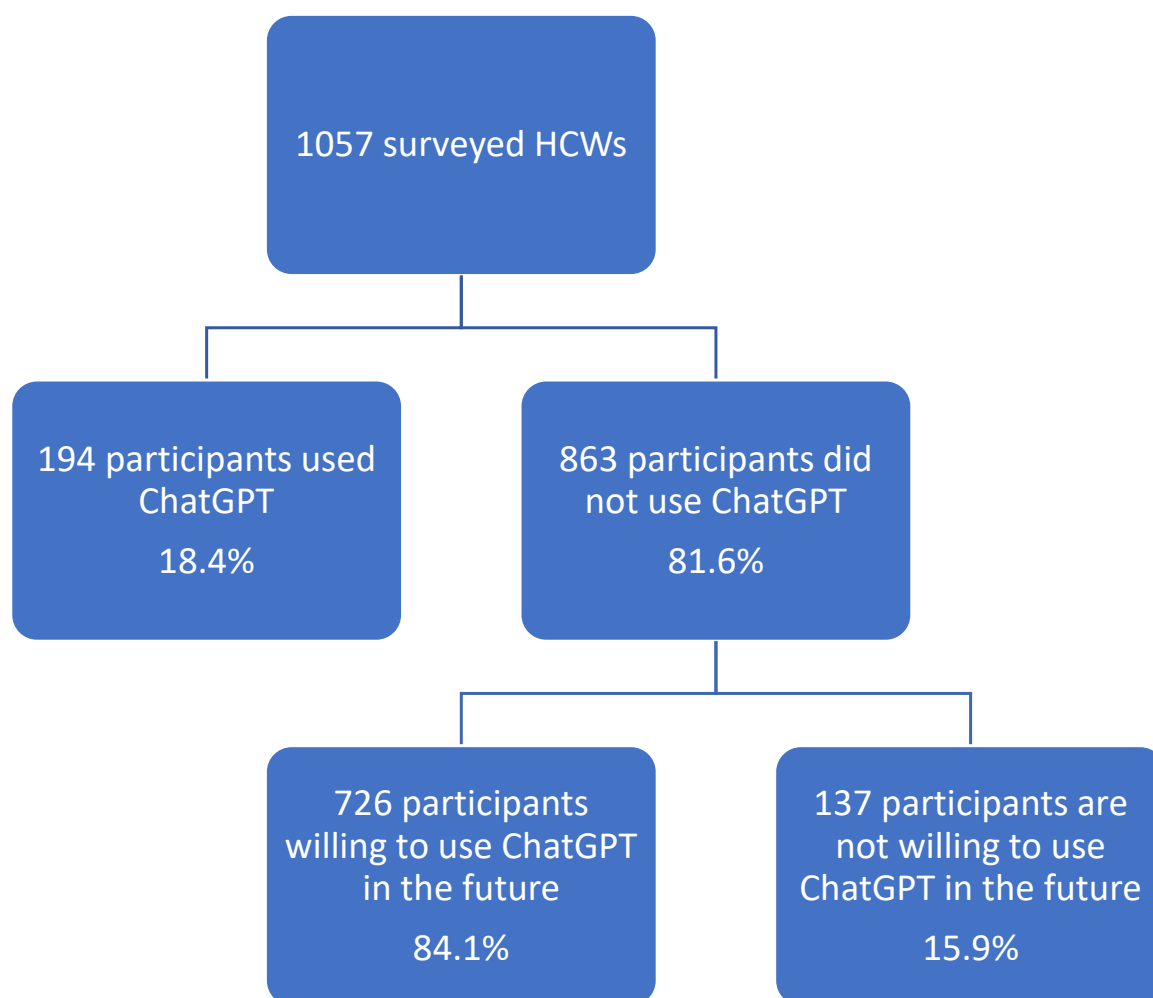 1057 surveyed HCWs
194 participants used
ChatGPT
18.4%
863 participants did
not use ChatGPT
81.6%
726 participants
willing to use ChatGPT
in the future
84.1%
137 participants are
not willing to use
ChatGPT in the future
15.9%